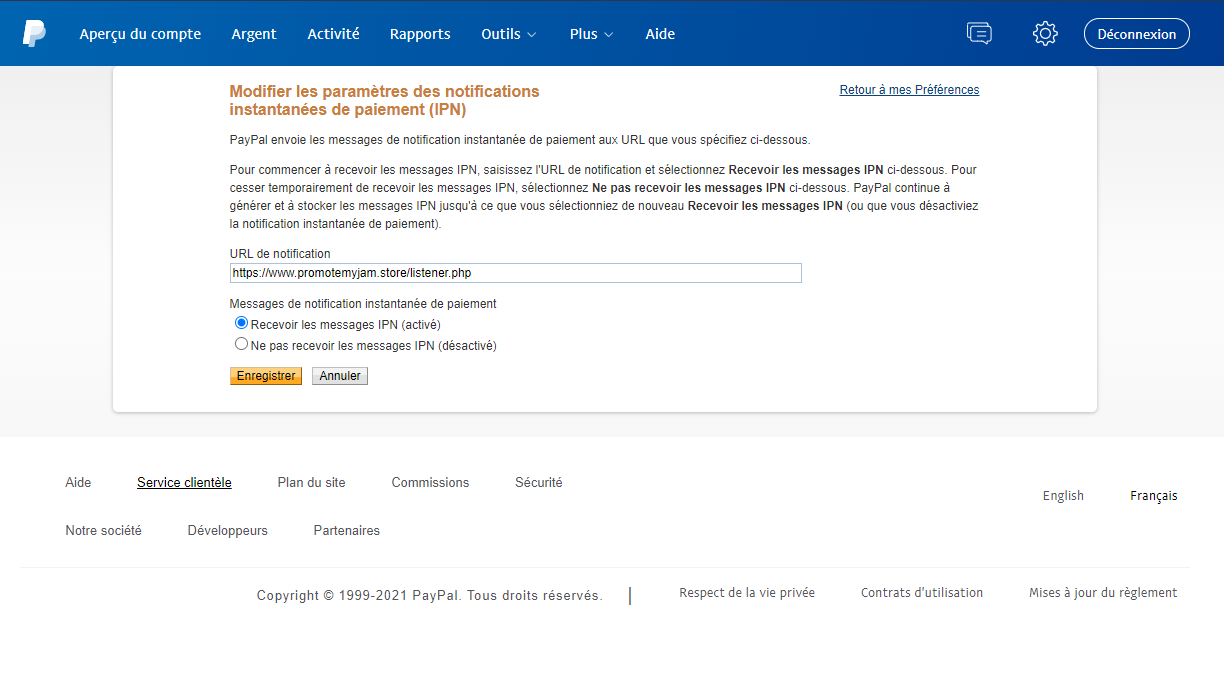 Aperçu du compte Argent Activité Rapports Outils Plus Aide Déconnexion
Modifier les paramètres des notifications
instantanées de paiement (IPN)
Retour à mes Préférences
PayPal envoie les messages de notification instantanée de paiement aux URL que vous spécifiez ci-dessous.
Pour commencer à recevoir les messages IPN, saisissez l'URL de notification et sélectionnez Recevoir les messages IPN ci-dessous. Pour
cesser temporairement de recevoir les messages IPN, sélectionnez Ne pas recevoir les messages IPN ci-dessous. PayPal continue à
générer et à stocker les messages IPN jusqu'à ce que vous sélectionniez de nouveau Recevoir les messages IPN (ou que vous désactiviez
la notification instantanée de paiement).
URL de notification
https://www.promotemyjam.store/listener.php
Messages de notification instantanée de paiement
Recevoir les messages IPN (activé)
Ne pas recevoir les messages IPN (désactivé)
Enregistrer Annuler
Aide Service clientèle Plan du site Commissions Sécurité
English Français
Notre société Développeurs Partenaires
Copyright © 1999-2021 PayPal. Tous droits réservés. Respect de la vie privée Contrats d'utilisation Mises à jour du règlement